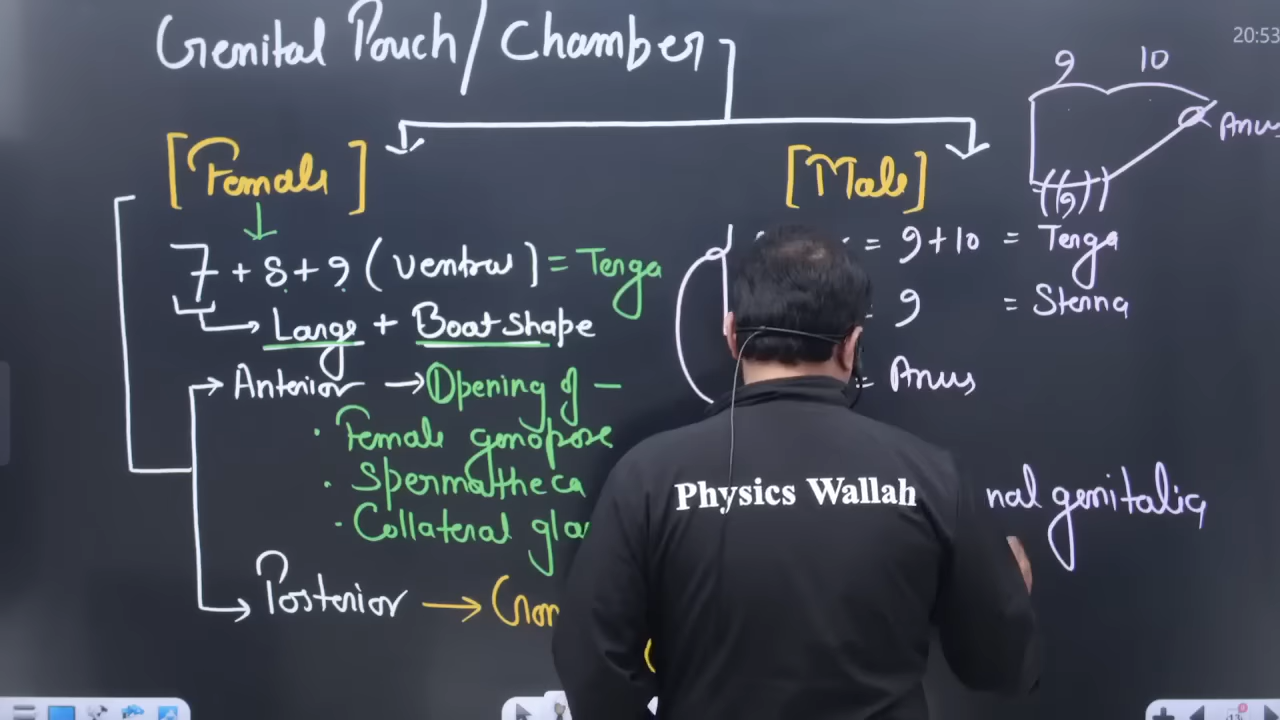 Genital Pouch/Chamber
20:53
9 10
Anus
(9)
[Female]
[Male]
7 + 8 + 9 (ventral) = Terga
= 9 + 10 = Terga
Large + Boat shape
9 = Sterna
Anterior → Opening of -
= Anus
· Female gonopore
· Spermatheca
· Collateral gla
nal genitalia
Posterior → Gon
Physics Wallah